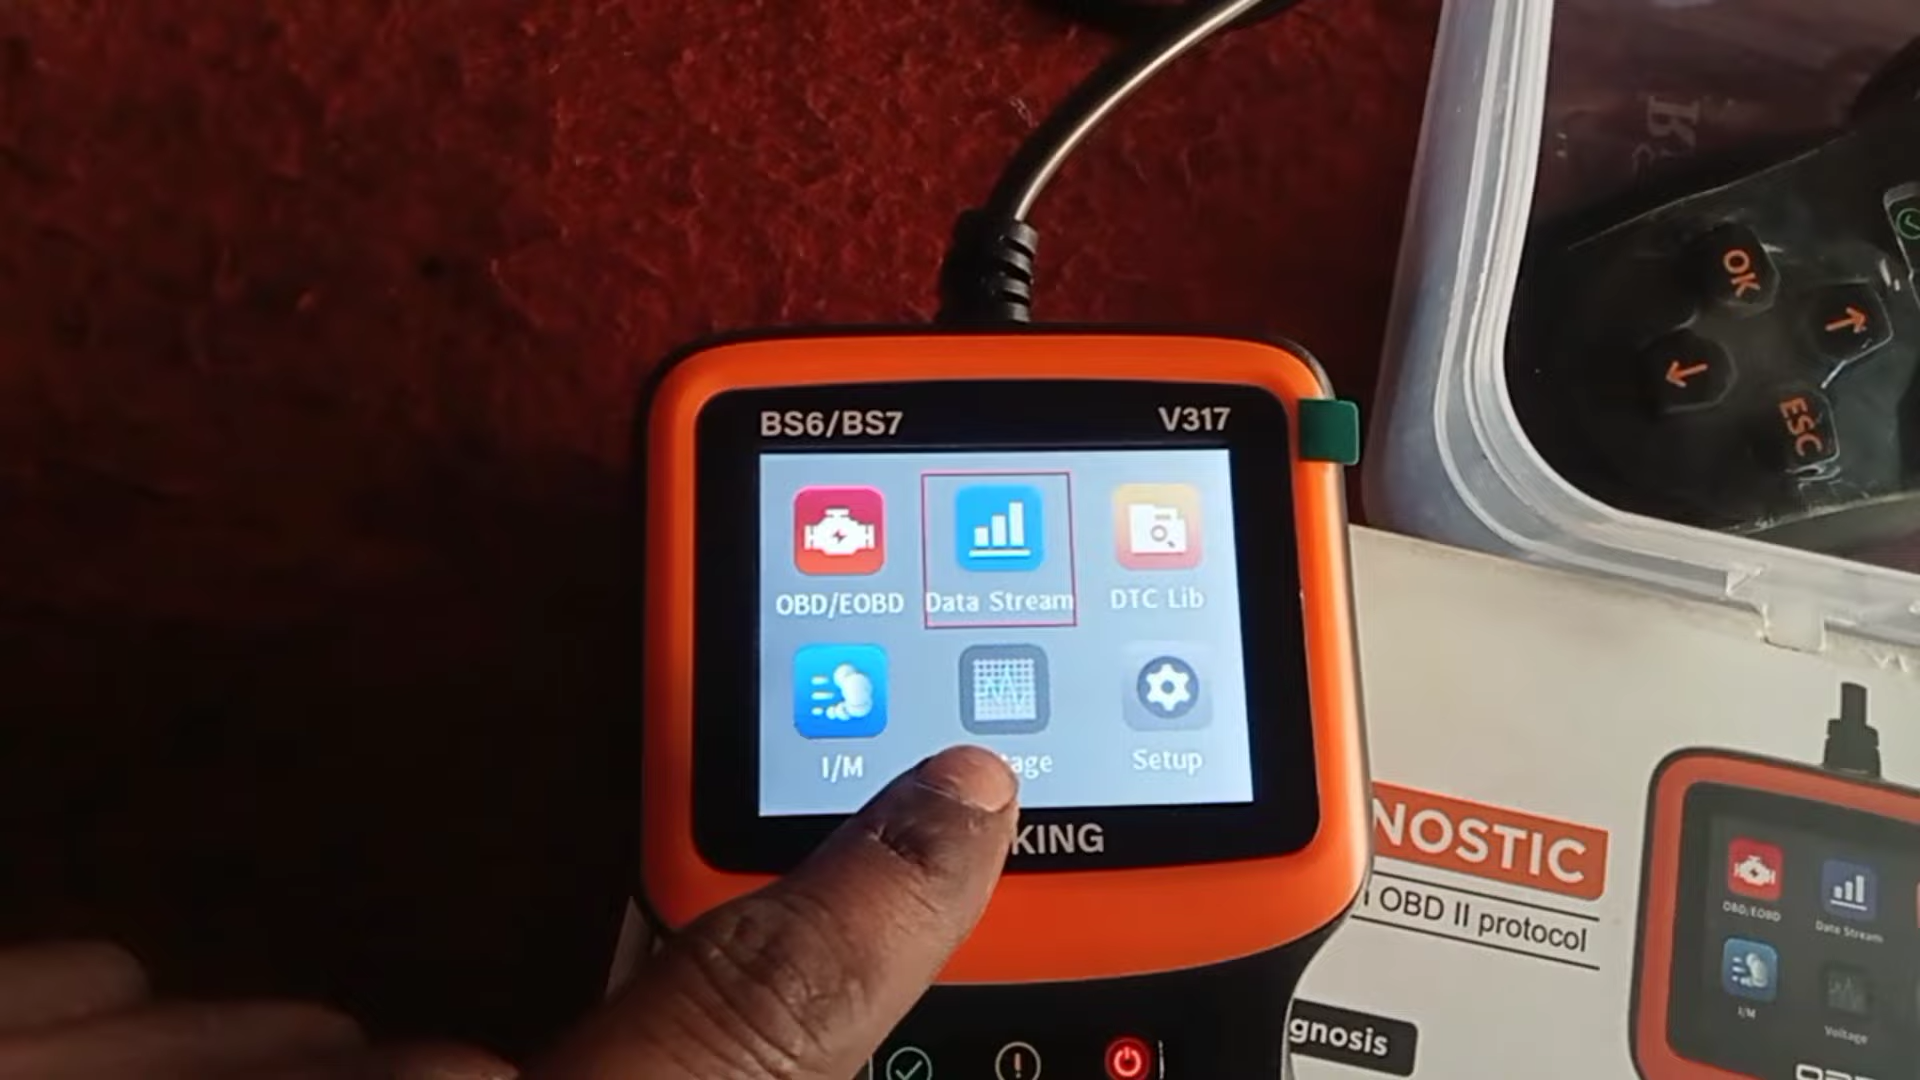 BS6/BS7 V317
OBD/EOBD Data Stream DTC Lib
I/M tage Setup
KING
OK
ESC
NOSTIC
OBD II protocol
gnosis
OBD/EOBD Data Stream
I/M Voltage